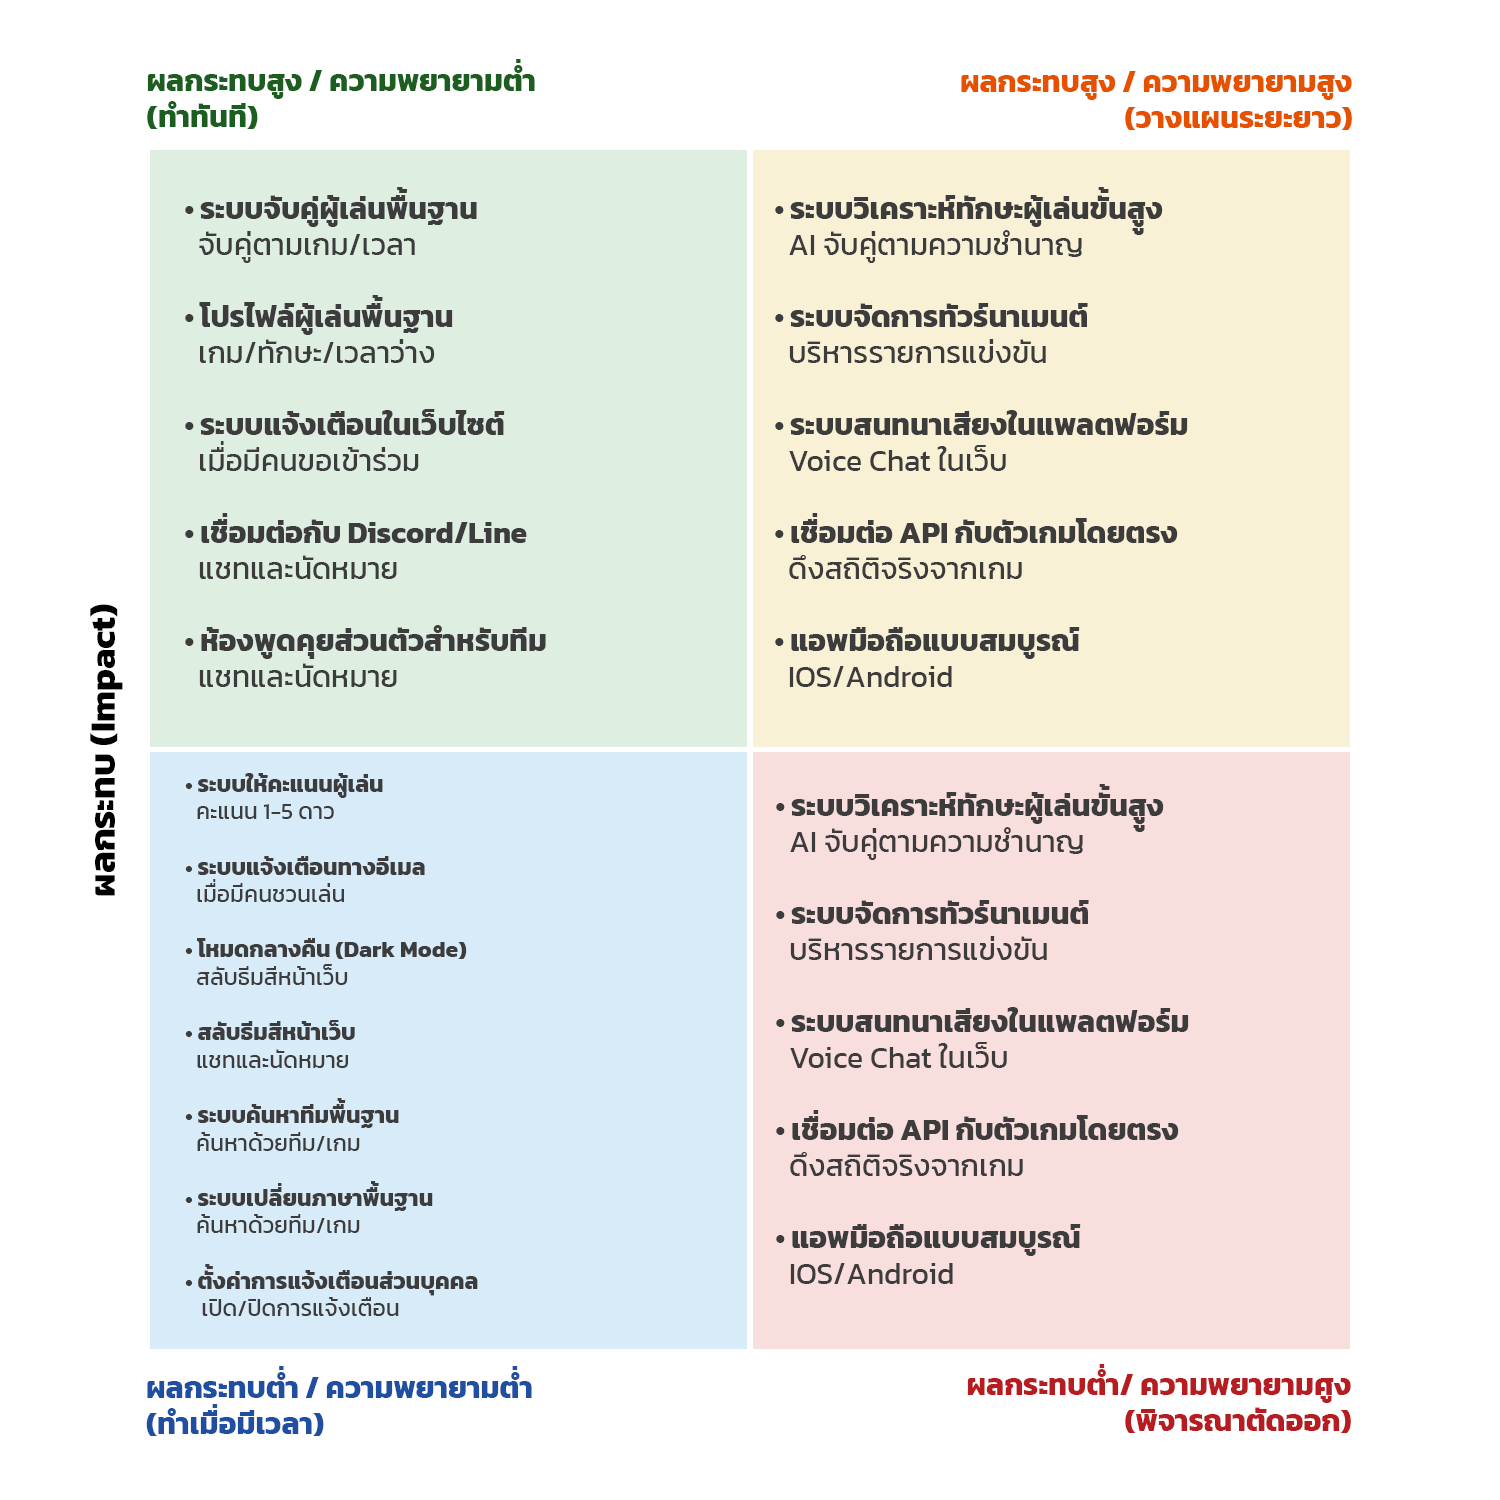 ผลกระทบสูง / ความพยายามต่ำ
(ทำทันที)
ผลกระทบสูง / ความพยายามสูง
(วางแผนระยะยาว)
• ระบบจับคู่ผู้เล่นพื้นฐาน
จับคู่ตามเกม/เวลา
• โปรไฟล์ผู้เล่นพื้นฐาน
เกม/ทักษะ/เวลาว่าง
• ระบบแจ้งเตือนในเว็บไซต์
เมื่อมีคนขอเข้าร่วม
• เชื่อมต่อกับ Discord/Line
แชทและนัดหมาย
• ห้องพูดคุยส่วนตัวสำหรับทีม
แชทและนัดหมาย
• ระบบวิเคราะห์ทักษะผู้เล่นขั้นสูง
AI จับคู่ตามความชำนาญ
• ระบบจัดการทัวร์นาเมนต์
บริหารรายการแข่งขัน
• ระบบสนทนาเสียงในแพลตฟอร์ม
Voice Chat ในเว็บ
• เชื่อมต่อ API กับตัวเกมโดยตรง
ดึงสถิติจริงจากเกม
• แอพมือถือแบบสมบูรณ์
IOS/Android
ผลกระทบ (Impact)
• ระบบให้คะแนนผู้เล่น
คะแนน 1-5 ดาว
• ระบบแจ้งเตือนทางอีเมล
เมื่อมีคนชวนเล่น
• โหมดกลางคืน (Dark Mode)
สลับธีมสีหน้าเว็บ
• สลับธีมสีหน้าเว็บ
แชทและนัดหมาย
• ระบบค้นหาทีมพื้นฐาน
ค้นหาด้วยทีม/เกม
• ระบบเปลี่ยนภาษาพื้นฐาน
ค้นหาด้วยทีม/เกม
• ตั้งค่าการแจ้งเตือนส่วนบุคคล
เปิด/ปิดการแจ้งเตือน
• ระบบวิเคราะห์ทักษะผู้เล่นขั้นสูง
AI จับคู่ตามความชำนาญ
• ระบบจัดการทัวร์นาเมนต์
บริหารรายการแข่งขัน
• ระบบสนทนาเสียงในแพลตฟอร์ม
Voice Chat ในเว็บ
• เชื่อมต่อ API กับตัวเกมโดยตรง
ดึงสถิติจริงจากเกม
• แอพมือถือแบบสมบูรณ์
IOS/Android
ผลกระทบต่ำ / ความพยายามต่ำ
(ทำเมื่อมีเวลา)
ผลกระทบต่ำ/ ความพยายามศูง
(พิจารณาตัดออก)